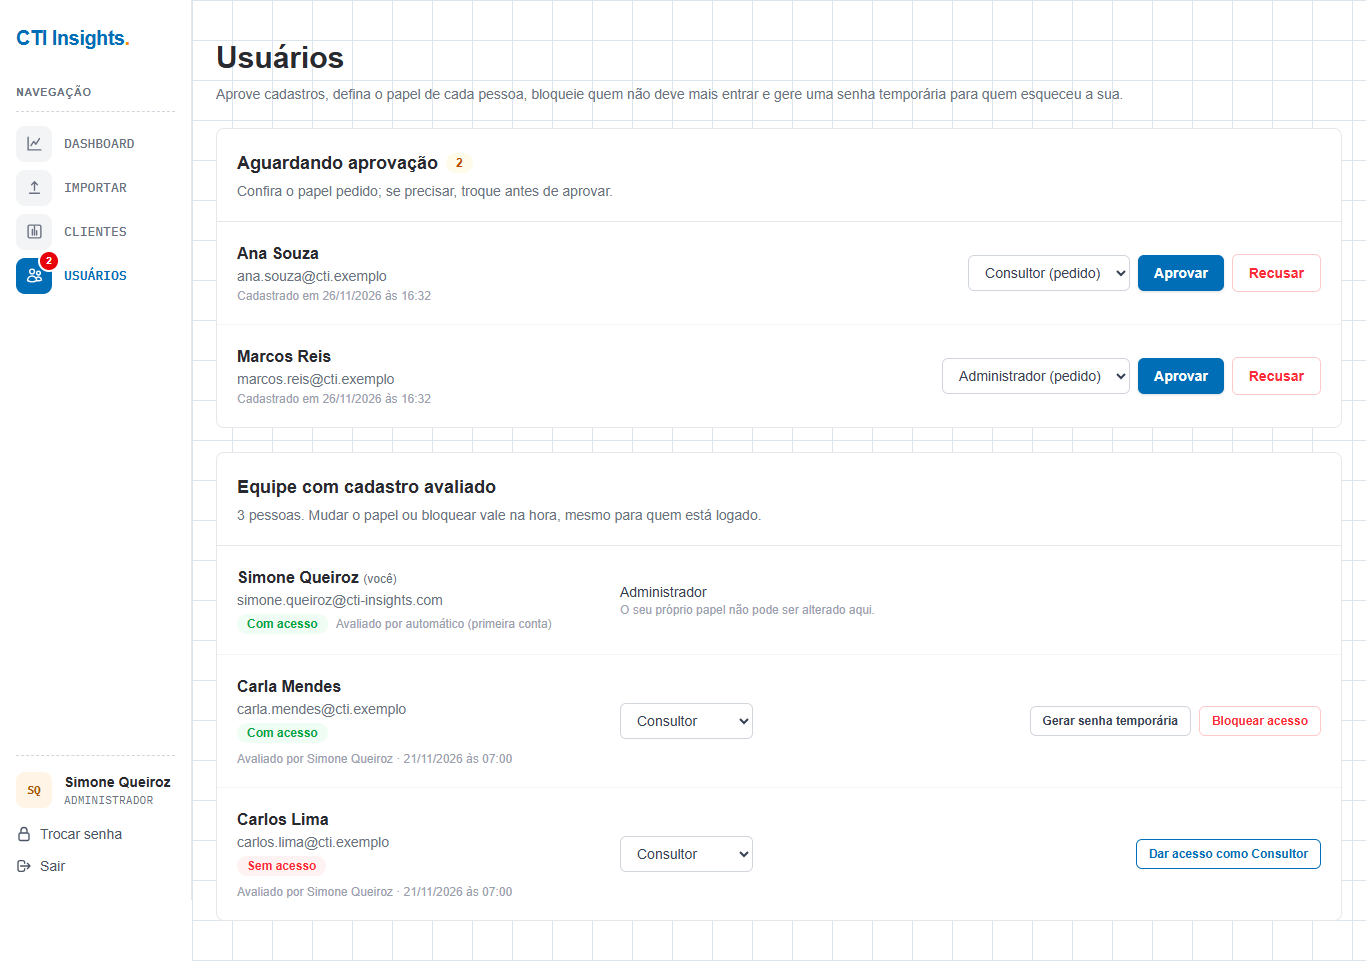 CTI Insights.
NAVEGAÇÃO
DASHBOARD
IMPORTAR
CLIENTES
2
USUÁRIOS
SQ
Simone Queiroz
ADMINISTRADOR
Trocar senha
Sair
Usuários
Aprove cadastros, defina o papel de cada pessoa, bloqueie quem não deve mais entrar e gere uma senha temporária para quem esqueceu a sua.
Aguardando aprovação 2
Confira o papel pedido; se precisar, troque antes de aprovar.
Ana Souza
ana.souza@cti.exemplo
Cadastrado em 26/11/2026 às 16:32
Consultor (pedido) Aprovar Recusar
Marcos Reis
marcos.reis@cti.exemplo
Cadastrado em 26/11/2026 às 16:32
Administrador (pedido) Aprovar Recusar
Equipe com cadastro avaliado
3 pessoas. Mudar o papel ou bloquear vale na hora, mesmo para quem está logado.
Simone Queiroz (você)
simone.queiroz@cti-insights.com
Com acesso Avaliado por automático (primeira conta)
Administrador
O seu próprio papel não pode ser alterado aqui.
Carla Mendes
carla.mendes@cti.exemplo
Com acesso
Avaliado por Simone Queiroz · 21/11/2026 às 07:00
Consultor
Gerar senha temporária Bloquear acesso
Carlos Lima
carlos.lima@cti.exemplo
Sem acesso
Avaliado por Simone Queiroz · 21/11/2026 às 07:00
Consultor
Dar acesso como Consultor